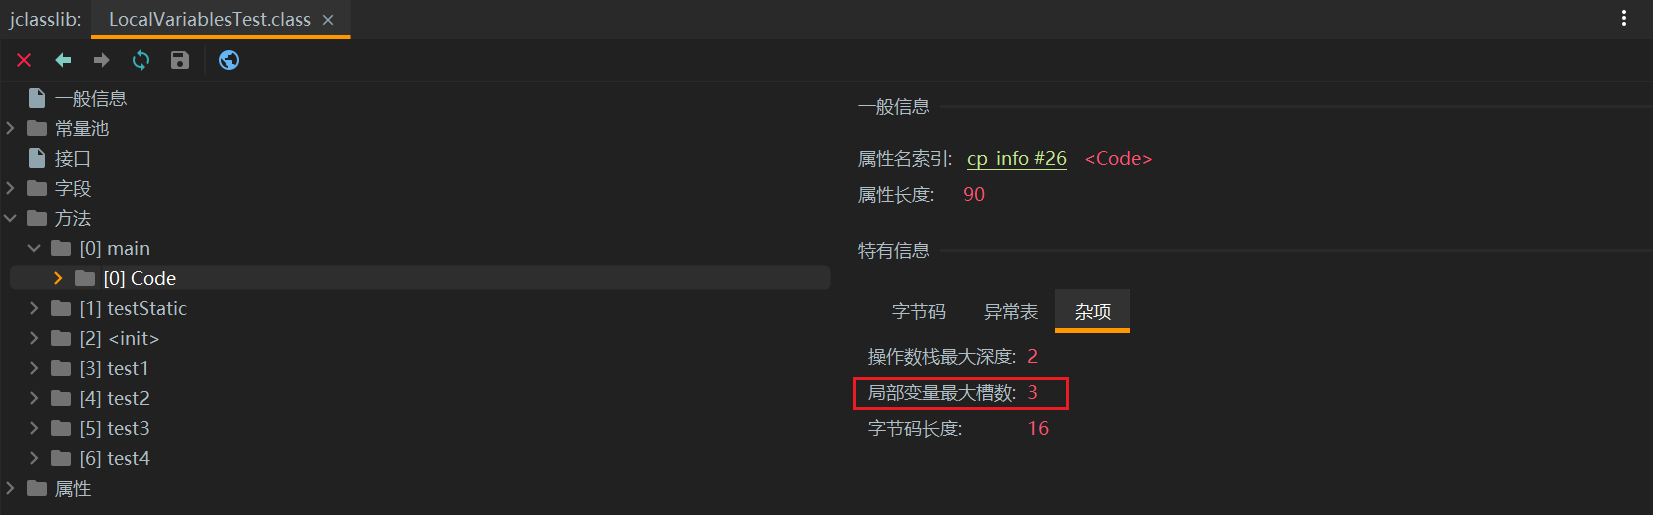 jclasslib: LocalVariablesTest.class
一般信息
常量池
接口
字段
方法
[0] main
[0] Code
[1] testStatic
[2] <init>
[3] test1
[4] test2
[5] test3
[6] test4
属性
一般信息
属性名索引: cp_info #26 <Code>
属性长度: 90
特有信息
字节码 异常表 杂项
操作数栈最大深度: 2
局部变量最大槽数: 3
字节码长度: 16